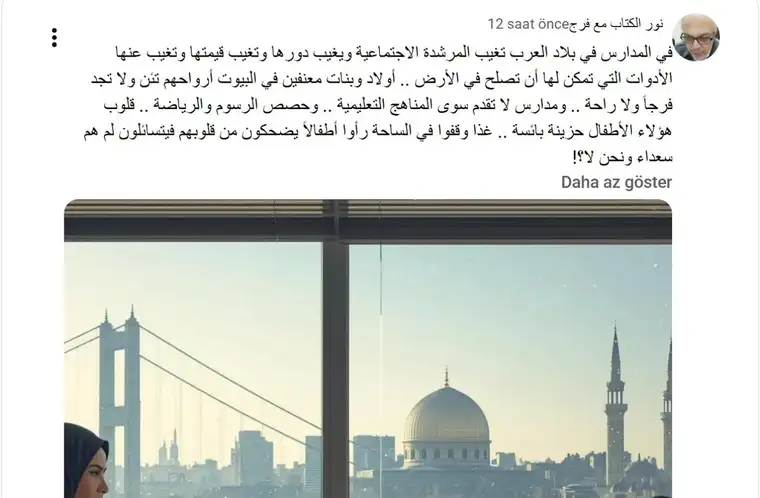 نور الكتاب مع فرج12 saat önce
في المدارس في بلاد العرب تغيب المرشدة الاجتماعية ويغيب دورها وتغيب قيمتها وتغيب عنها
الأدوات التي تمكن لها أن تصلح في الأرض .. أولاد وبنات معنفين في البيوت أرواحهم تئن ولا تجد
فرجاً ولا راحة .. ومدارس لا تقدم سوى المناهج التعليمية .. وحصص الرسوم والرياضة .. قلوب
هؤلاء الأطفال حزينة بائسة .. غذا وقفوا في الساحة رأوا أطفالاً يضحكون من قلوبهم فيتسائلون لم هم
سعداء ونحن لا؟!
Daha az göster